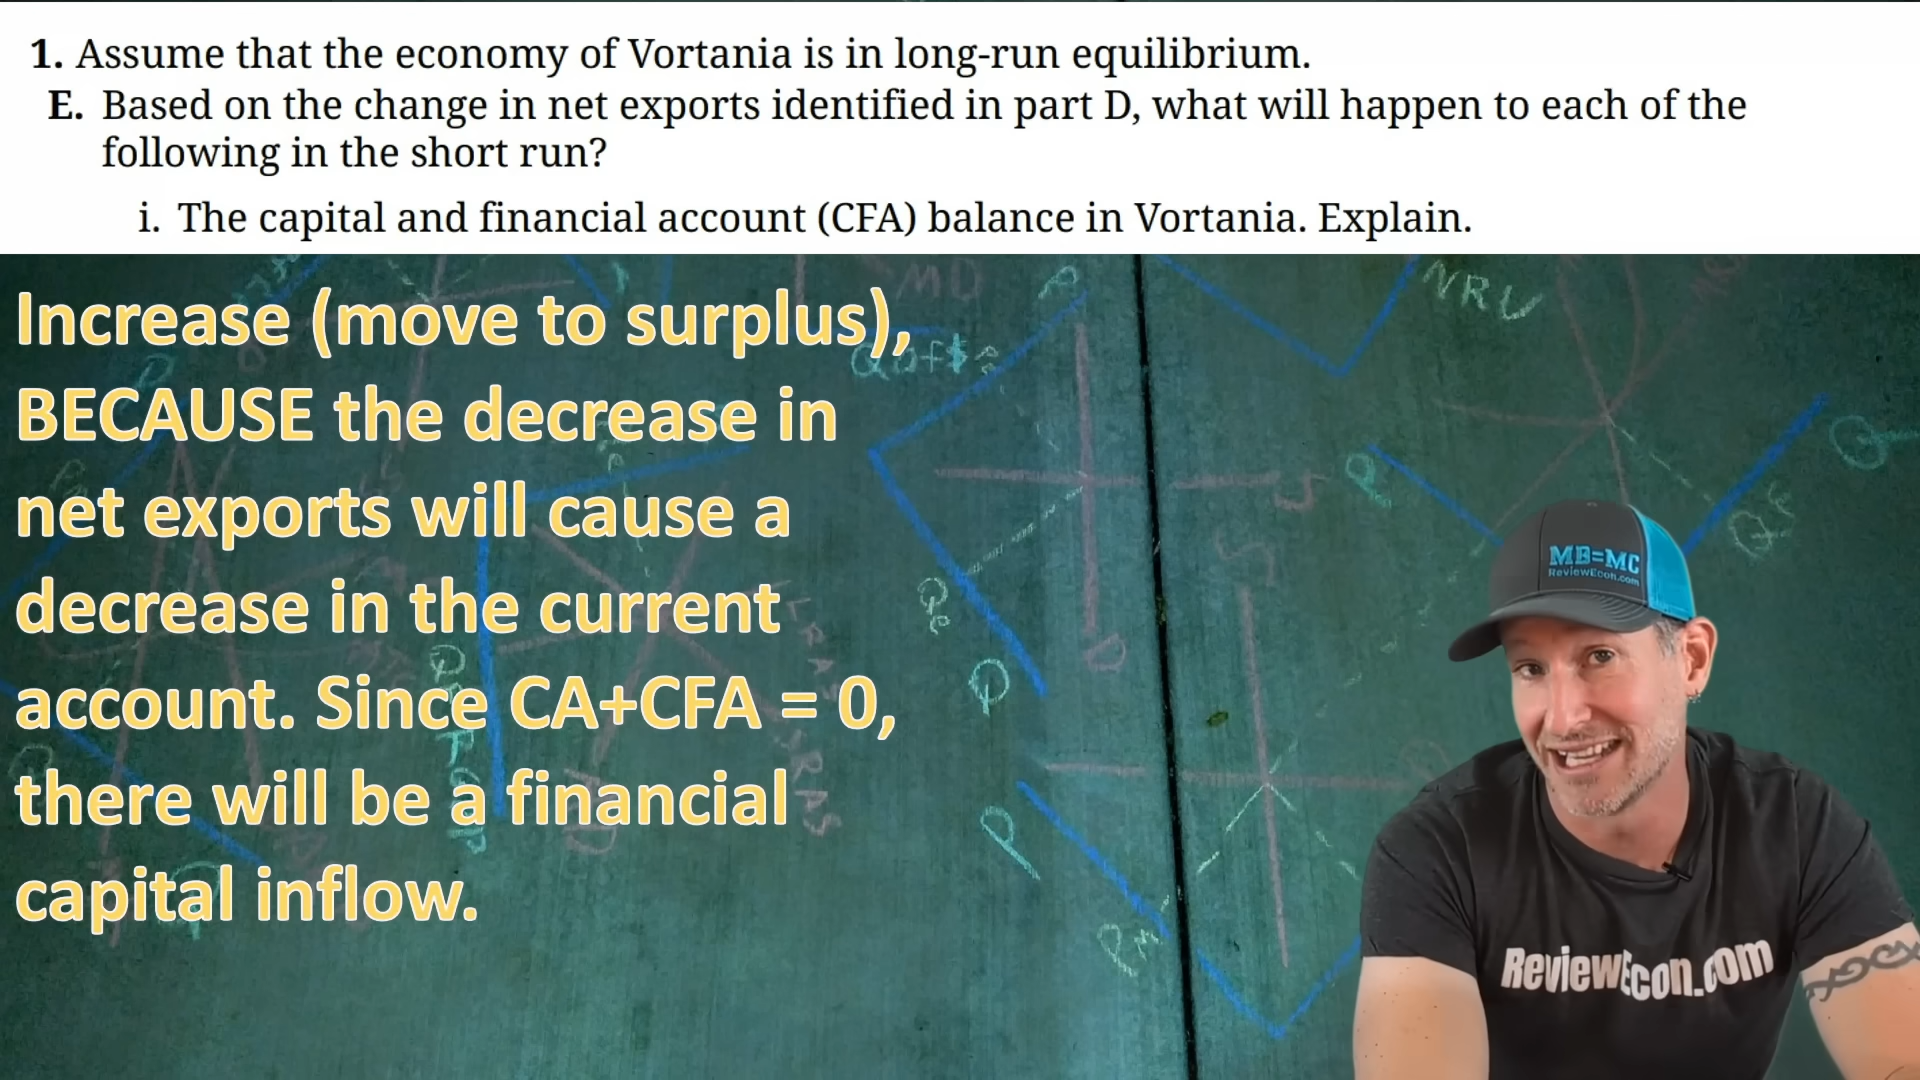 1. Assume that the economy of Vortania is in long-run equilibrium.
E. Based on the change in net exports identified in part D, what will happen to each of the
following in the short run?
i. The capital and financial account (CFA) balance in Vortania. Explain.
Increase (move to surplus),
BECAUSE the decrease in
net exports will cause a
decrease in the current
account. Since CA+CFA = 0,
there will be a financial
capital inflow.
MD
NRU
Q of $
P
P
Q
D
S
P
MB=MC
ReviewEcon.com
ReviewEcon.com